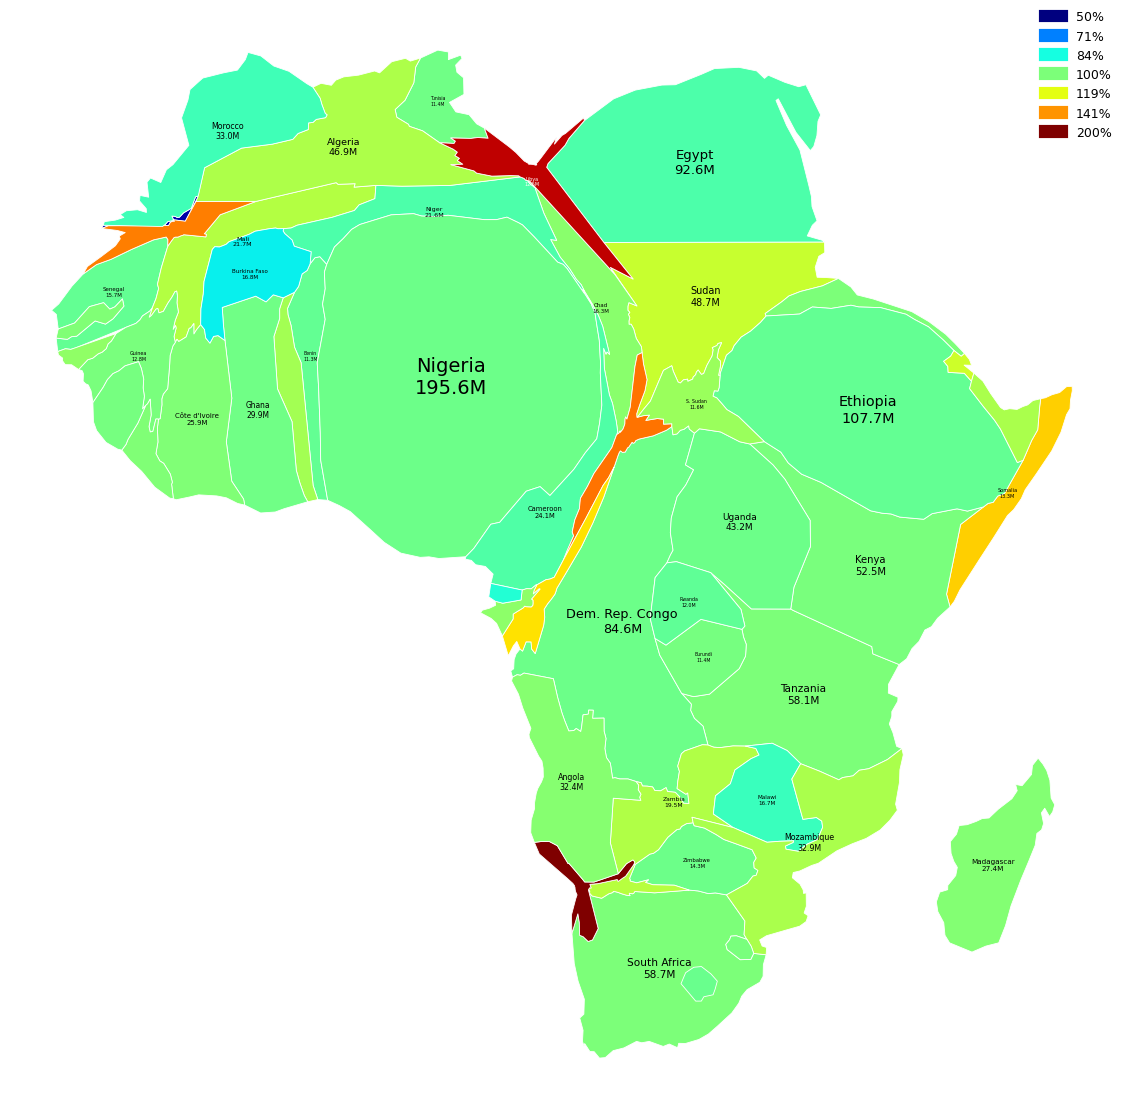 50%
71%
84%
100%
119%
141%
200%
Tunisia
11.4M
Morocco
33.0M
Algeria
46.9M
Egypt
92.6M
Libya
Niger
21.6M
Mali
21.7M
Burkina Faso
16.8M
Senegal
15.7M
Sudan
48.7M
Chad
16.3M
Guinea
12.8M
Benin
11.3M
Nigeria
195.6M
Ghana
29.9M
Côte d'Ivoire
25.9M
S. Sudan
11.6M
Ethiopia
107.7M
Somalia
13.3M
Cameroon
24.1M
Uganda
43.2M
Kenya
52.5M
Rwanda
12.0M
Dem. Rep. Congo
84.6M
Burundi
11.4M
Tanzania
58.1M
Angola
32.4M
Zambia
19.5M
Malawi
16.7M
Mozambique
32.9M
Zimbabwe
14.3M
Madagascar
27.4M
South Africa
58.7M